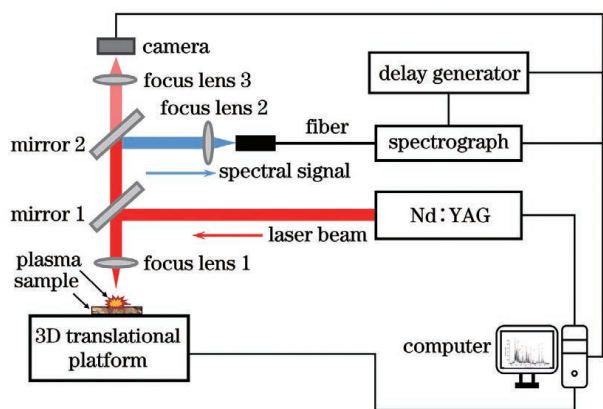 camera
focus lens 3
delay generator
focus lens 2
fiber
mirror 2
spectrograph
spectral signal
mirror 1
Nd:YAG
laser beam
focus lens 1
plasma
sample
3D translational
platform
computer